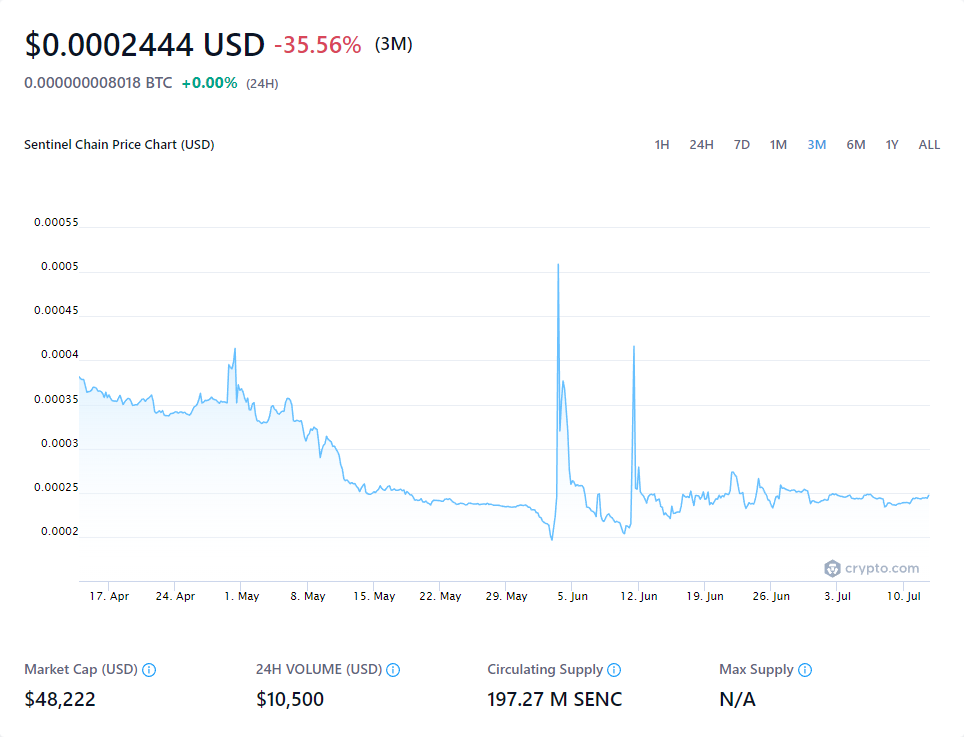 $0.0002444 USD -35.56% (3M)
0.000000008018 BTC +0.00% (24H)
Sentinel Chain Price Chart (USD) 1H 24H 7D 1M 3M 6M 1Y ALL
0.00055
0.0005
0.00045
0.0004
0.00035
0.0003
0.00025
0.0002
crypto.com
17. Apr 24. Apr 1. May 8. May 15. May 22. May 29. May 5. Jun 12. Jun 19. Jun 26. Jun 3. Jul 10. Jul
Market Cap (USD) 24H VOLUME (USD) Circulating Supply Max Supply
$48,222 $10,500 197.27 M SENC N/A